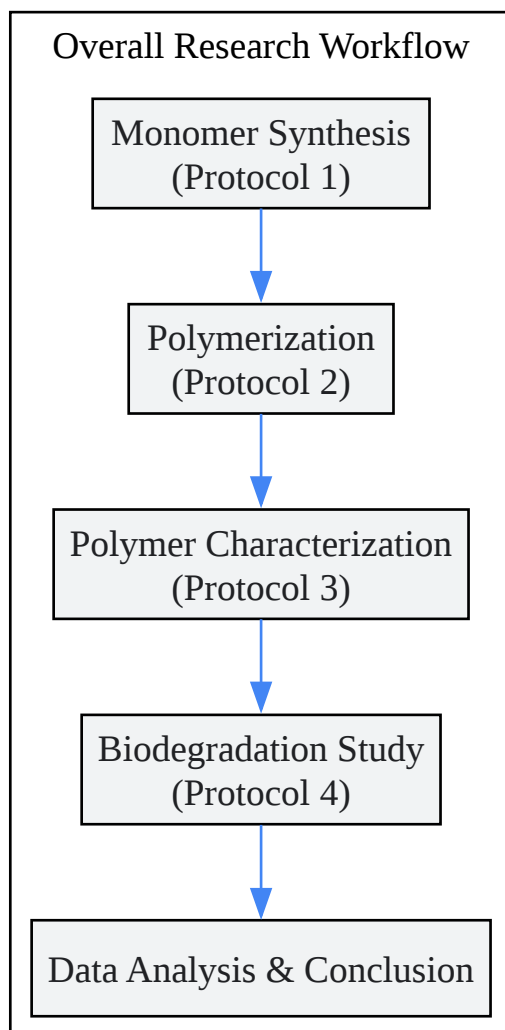 Overall Research Workflow
Monomer Synthesis
(Protocol 1)
Polymerization
(Protocol 2)
Polymer Characterization
(Protocol 3)
Biodegradation Study
(Protocol 4)
Data Analysis & Conclusion